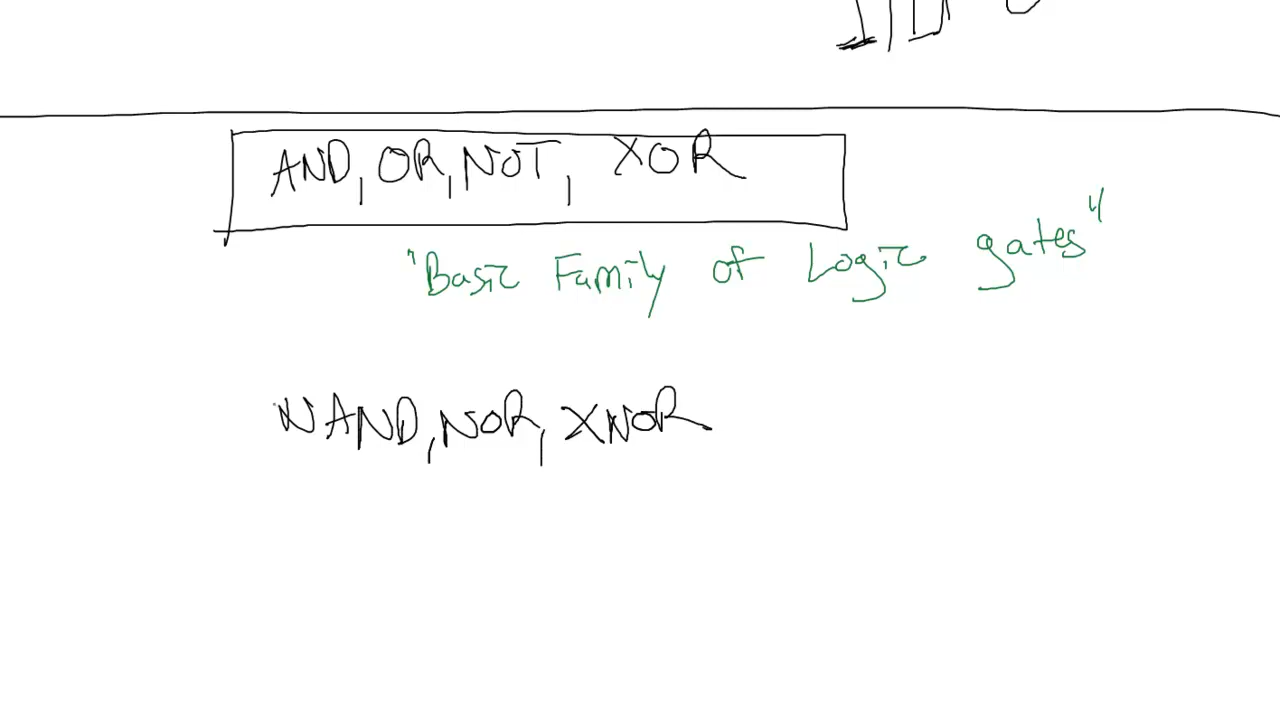 AND, OR, NOT, XOR
"Basic Family of Logic gates"
NAND, NOR, XNOR